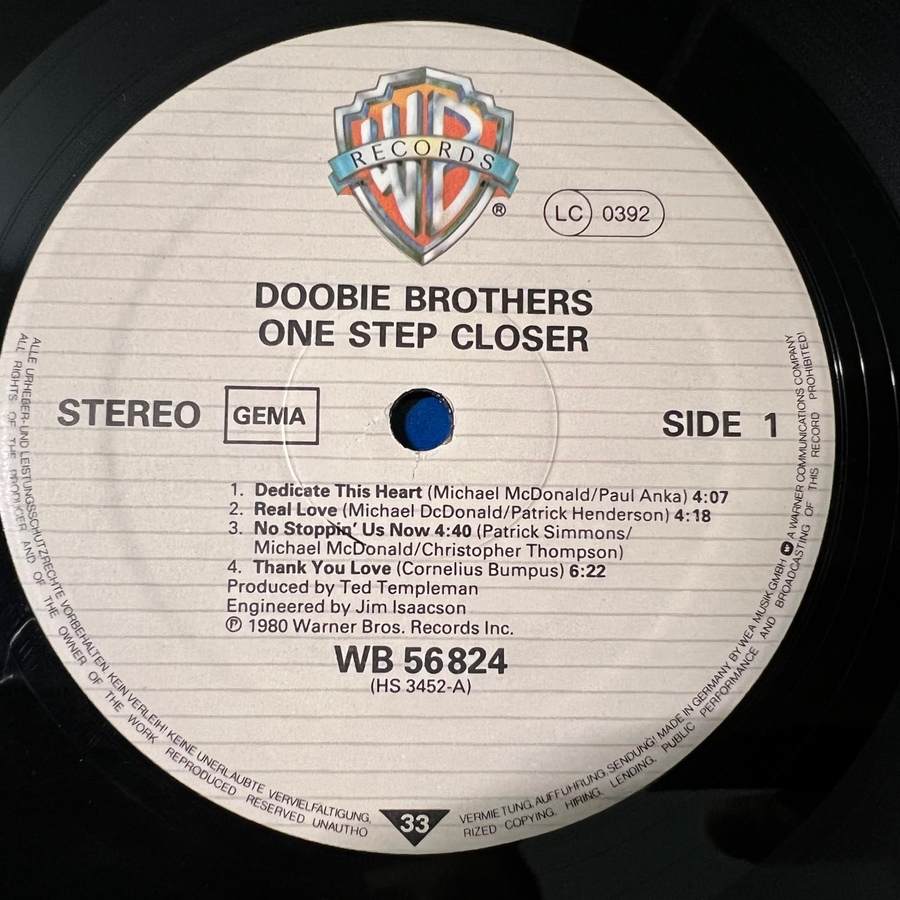 WB
RECORDS
®
LC 0392
DOOBIE BROTHERS
ONE STEP CLOSER
STEREO GEMA SIDE 1
1. Dedicate This Heart (Michael McDonald/Paul Anka) 4:07
2. Real Love (Michael DcDonald/Patrick Henderson) 4:18
3. No Stoppin' Us Now 4:40 (Patrick Simmons/
Michael McDonald/Christopher Thompson)
4. Thank You Love (Cornelius Bumpus) 6:22
Produced by Ted Templeman
Engineered by Jim Isaacson
℗ 1980 Warner Bros. Records Inc.
WB 56 824
(HS 3452-A)
33
ALLE URHEBER- UND LEISTUNGSSCHUTZRECHTE VORBEHALTEN. KEIN VERLEIH! KEINE UNERLAUBTE VERVIELFÄLTIGUNG, VERMIETUNG, AUFFÜHRUNG, SENDUNG! MADE IN GERMANY BY WEA MUSIK GMBH A WARNER COMMUNICATIONS COMPANY
ALL RIGHTS OF THE PRODUCER AND OF THE OWNER OF THE WORK REPRODUCED RESERVED UNAUTHORIZED COPYING, HIRING, LENDING, PUBLIC PERFORMANCE AND BROADCASTING OF THIS RECORD PROHIBITED!